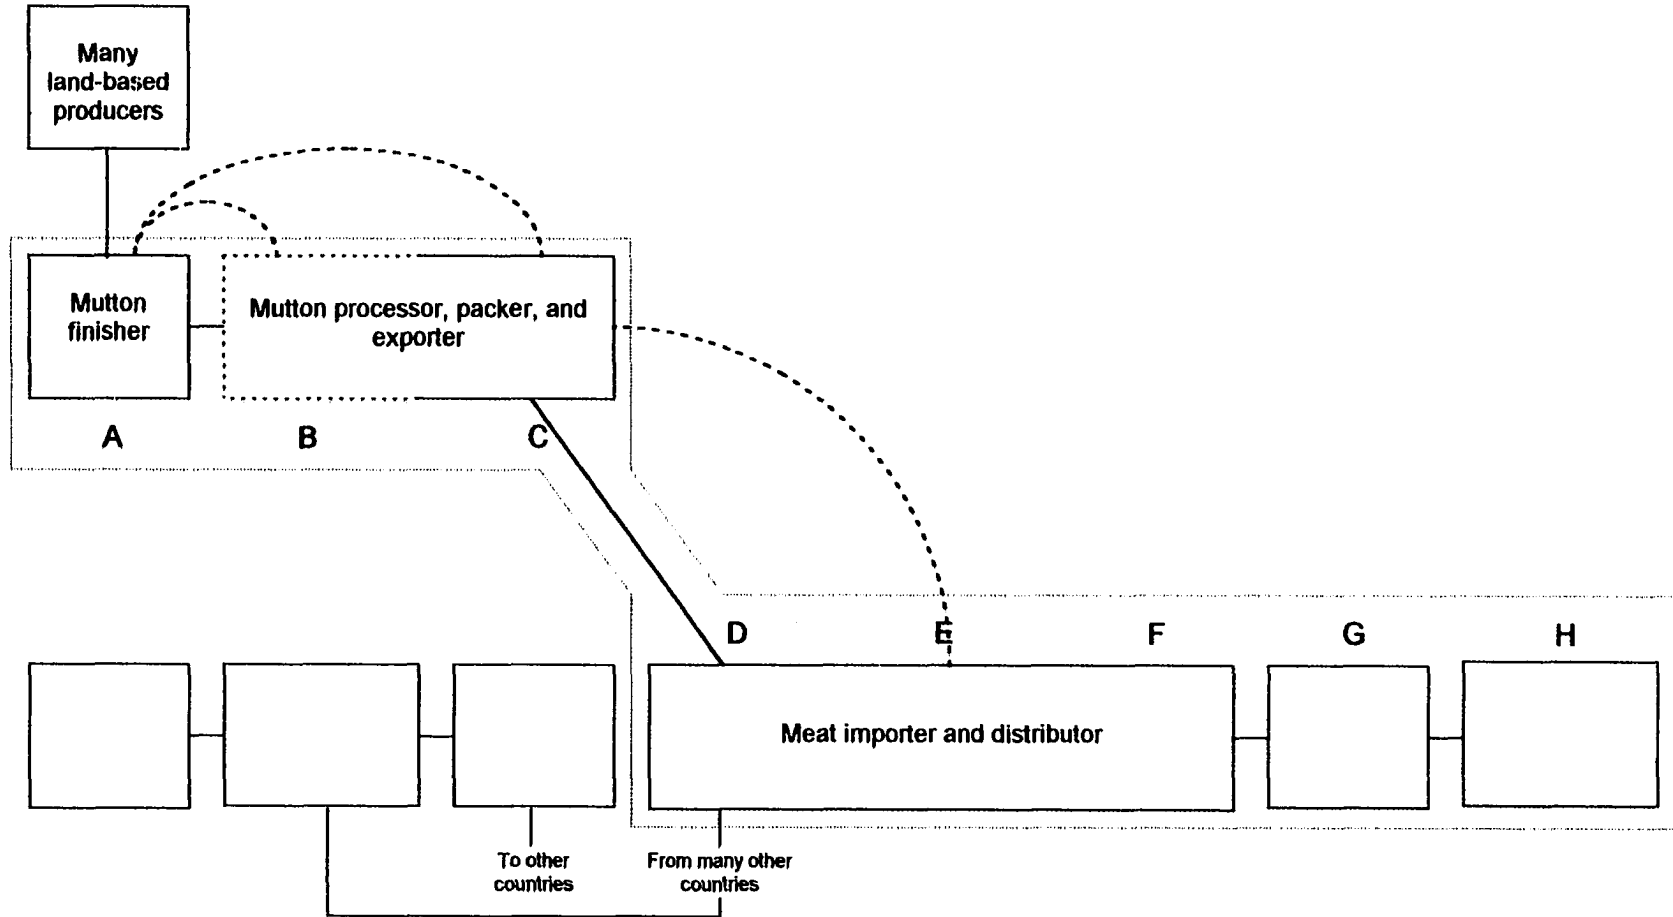 Many
land-based
producers
Mutton
finisher
Mutton processor, packer, and
exporter
A
B
C
D
E
F
G
H
Meat importer and distributor
To other
countries
From many other
countries